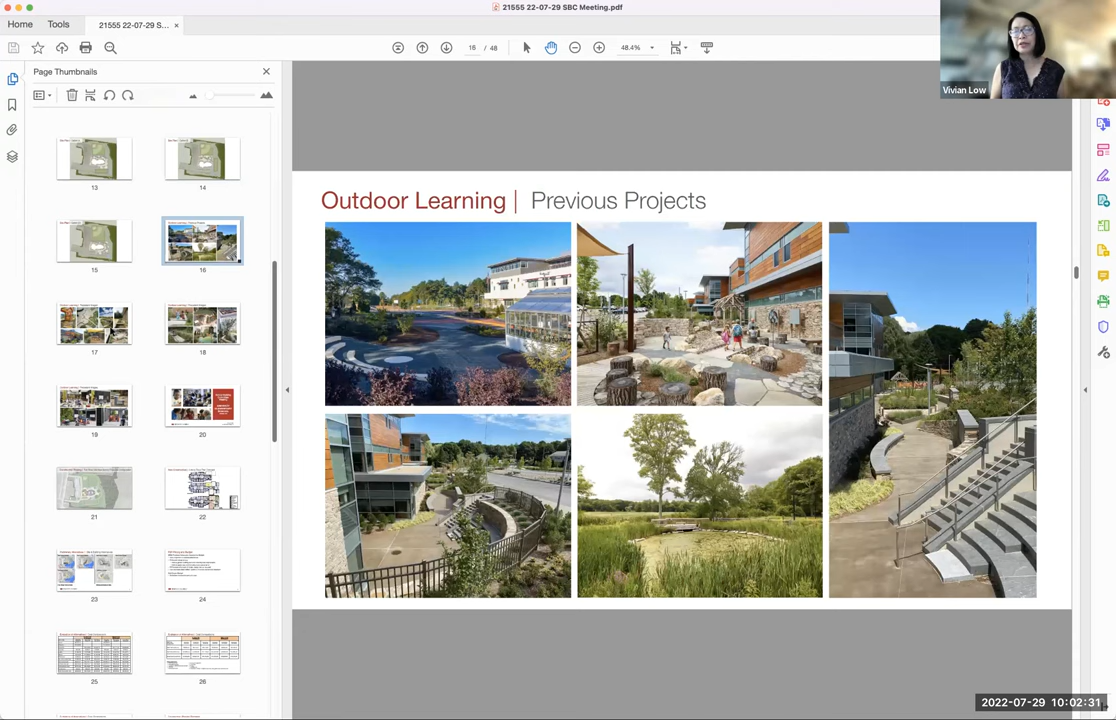 21555 22-07-29 SBC Meeting.pdf
Home Tools 21555 22-07-29 S... ×
16 / 48 48.4%
Vivian Low
Page Thumbnails
13 14
15 16
17 18
19 20
21 22
23 24
25 26
Outdoor Learning | Previous Projects
2022-07-29 10:02:31